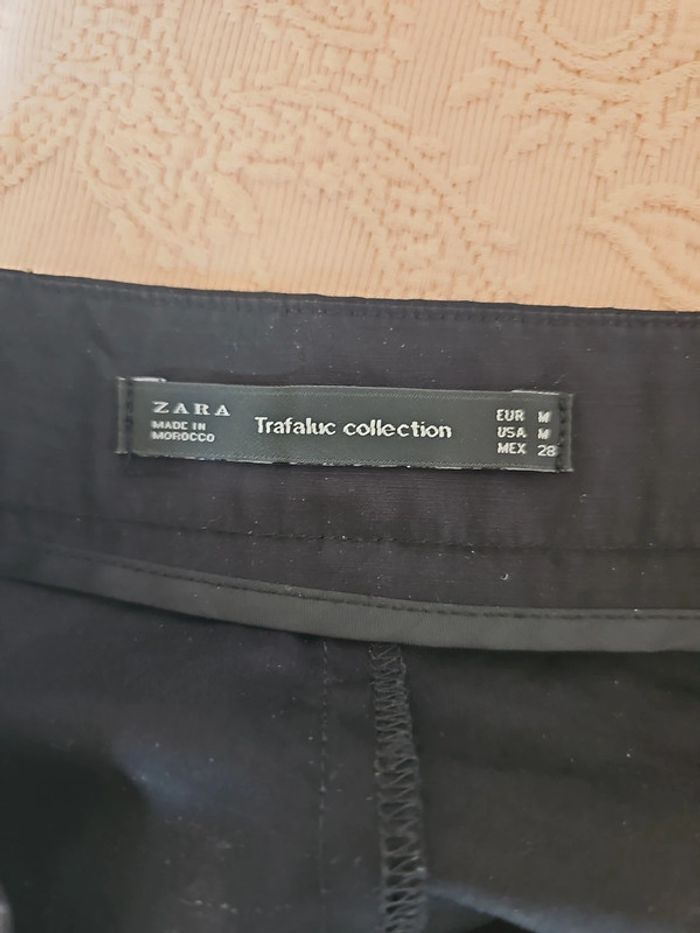 ZARA
MADE IN
MOROCCO
Trafaluc collection
EUR M
USA M
MEX 28